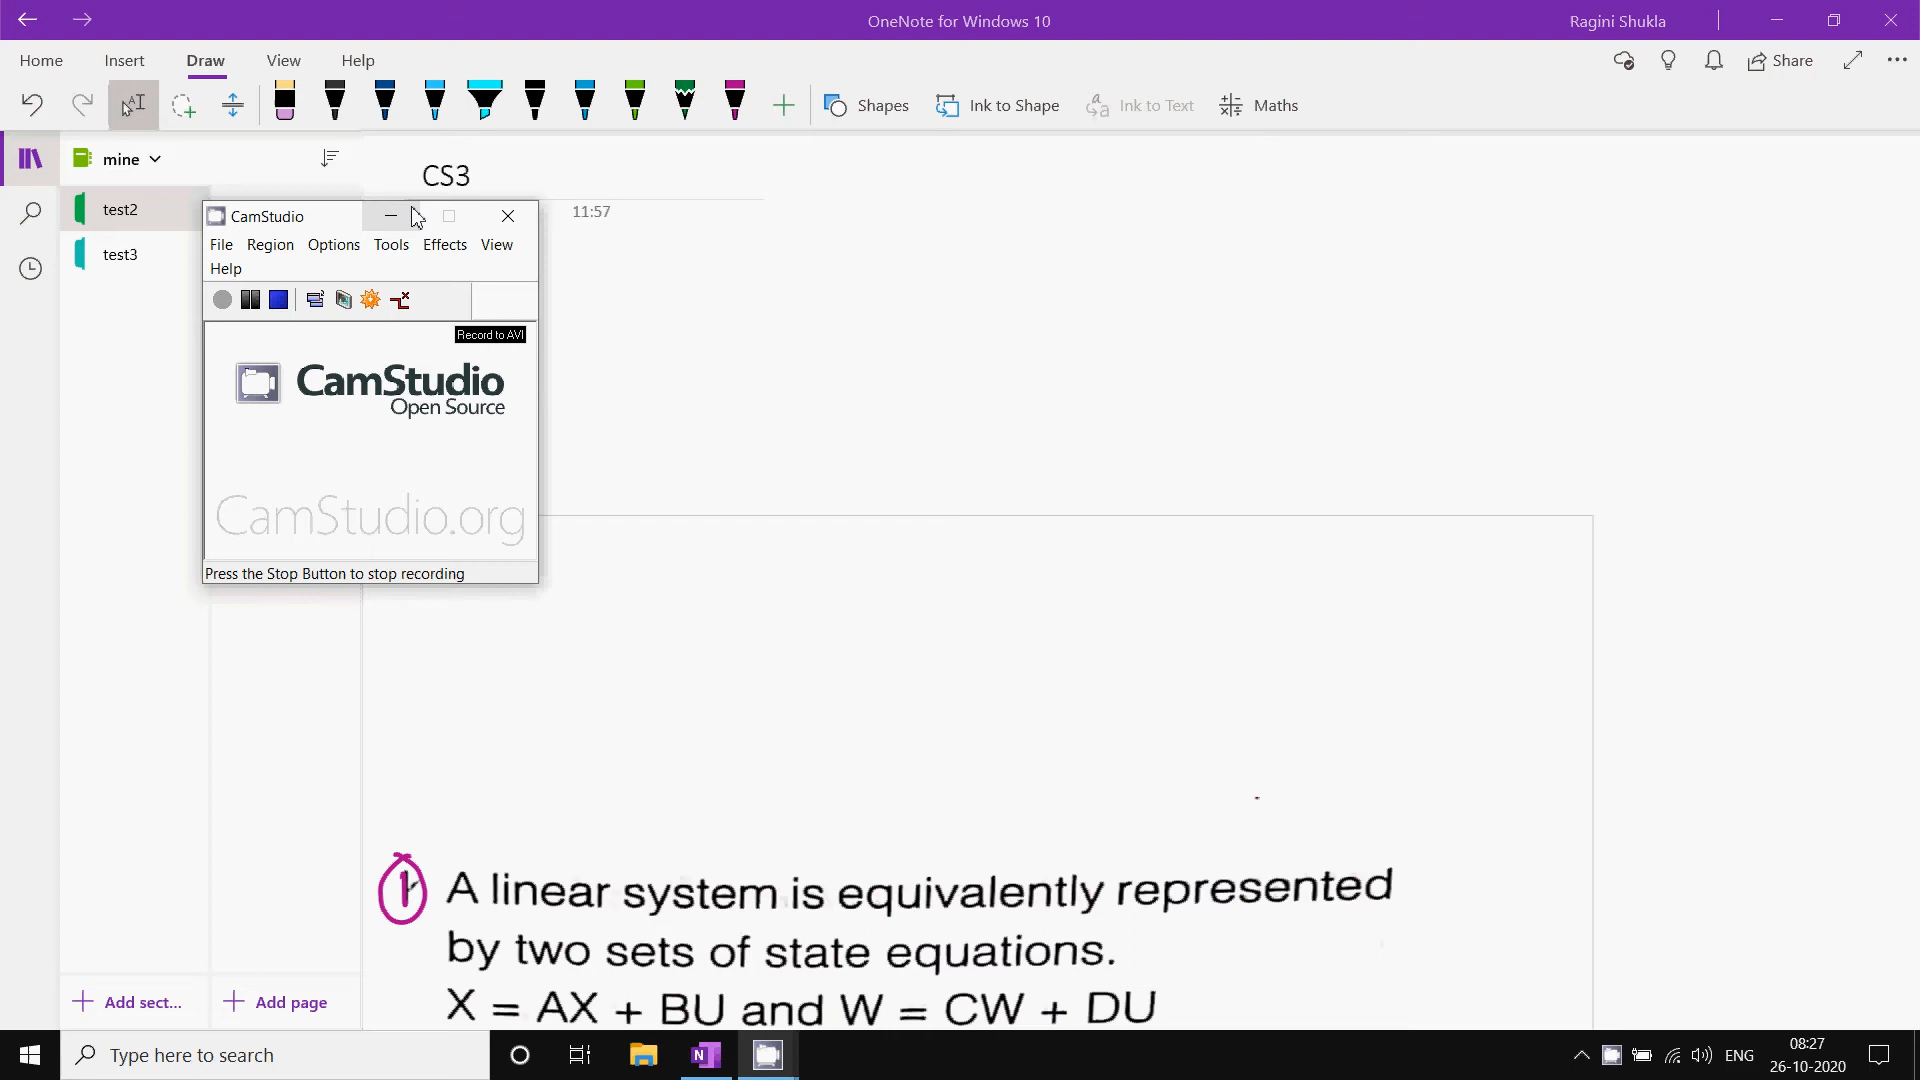 OneNote for Windows 10
Ragini Shukla
Home Insert Draw View Help
Share
Shapes
Ink to Shape
Ink to Text
Maths
mine
CS3
test2
11:57
test3
CamStudio
File Region Options Tools Effects View
Help
Record to AVI
CamStudio
Open Source
CamStudio.org
Press the Stop Button to stop recording
1 A linear system is equivalently represented
by two sets of state equations.
X = AX + BU and W = CW + DU
Add sect...
Add page
Type here to search
ENG
08:27
26-10-2020